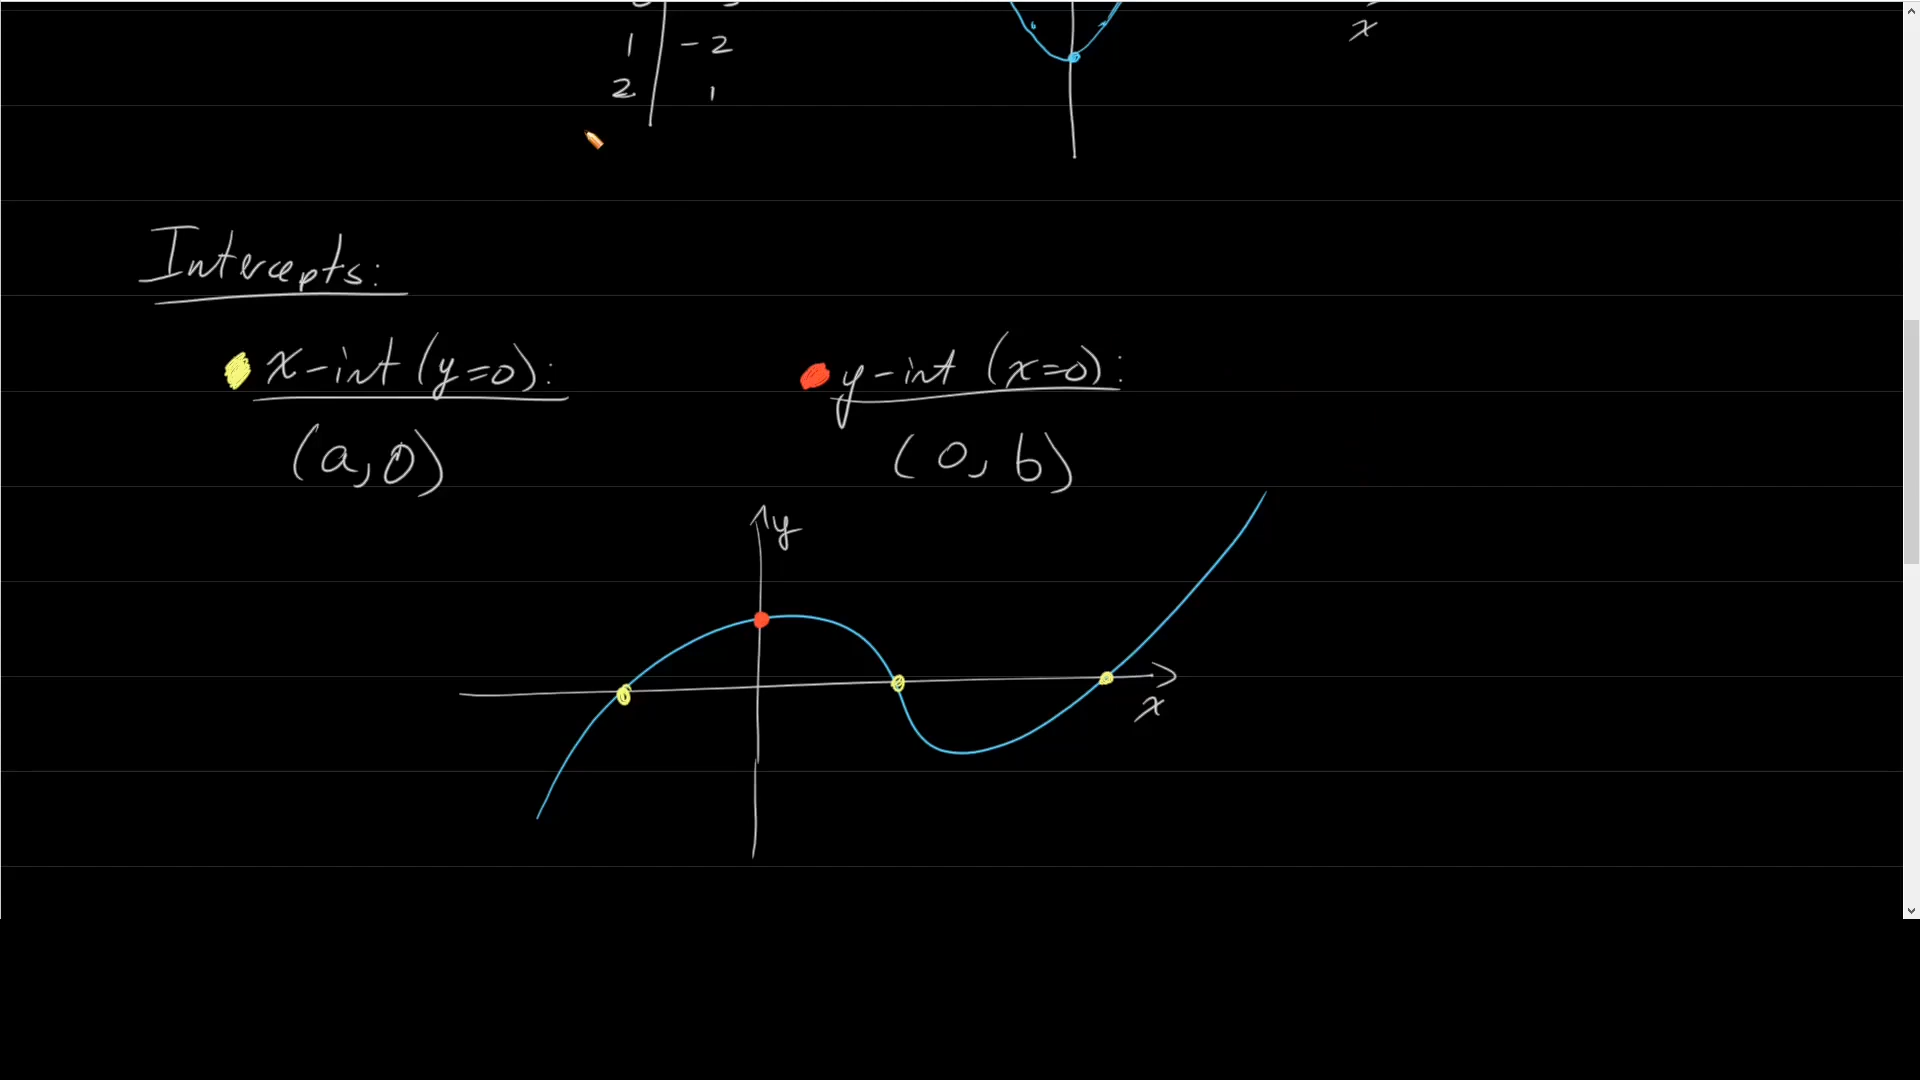 x
1 -2
2 1
Intercepts:
x-int (y=0): y-int (x=0):
(a,0) (0,b)
y
x